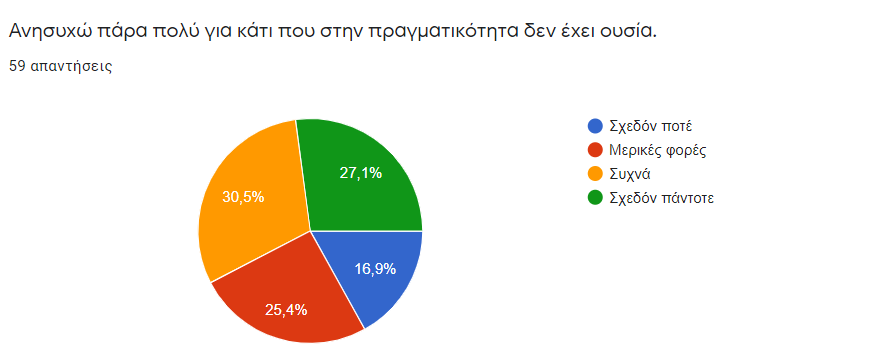 Ανησυχώ πάρα πολύ για κάτι που στην πραγματικότητα δεν έχει ουσία.
59 απαντήσεις
27,1%
30,5%
16,9%
25,4%
Σχεδόν ποτέ
Μερικές φορές
Συχνά
Σχεδόν πάντοτε